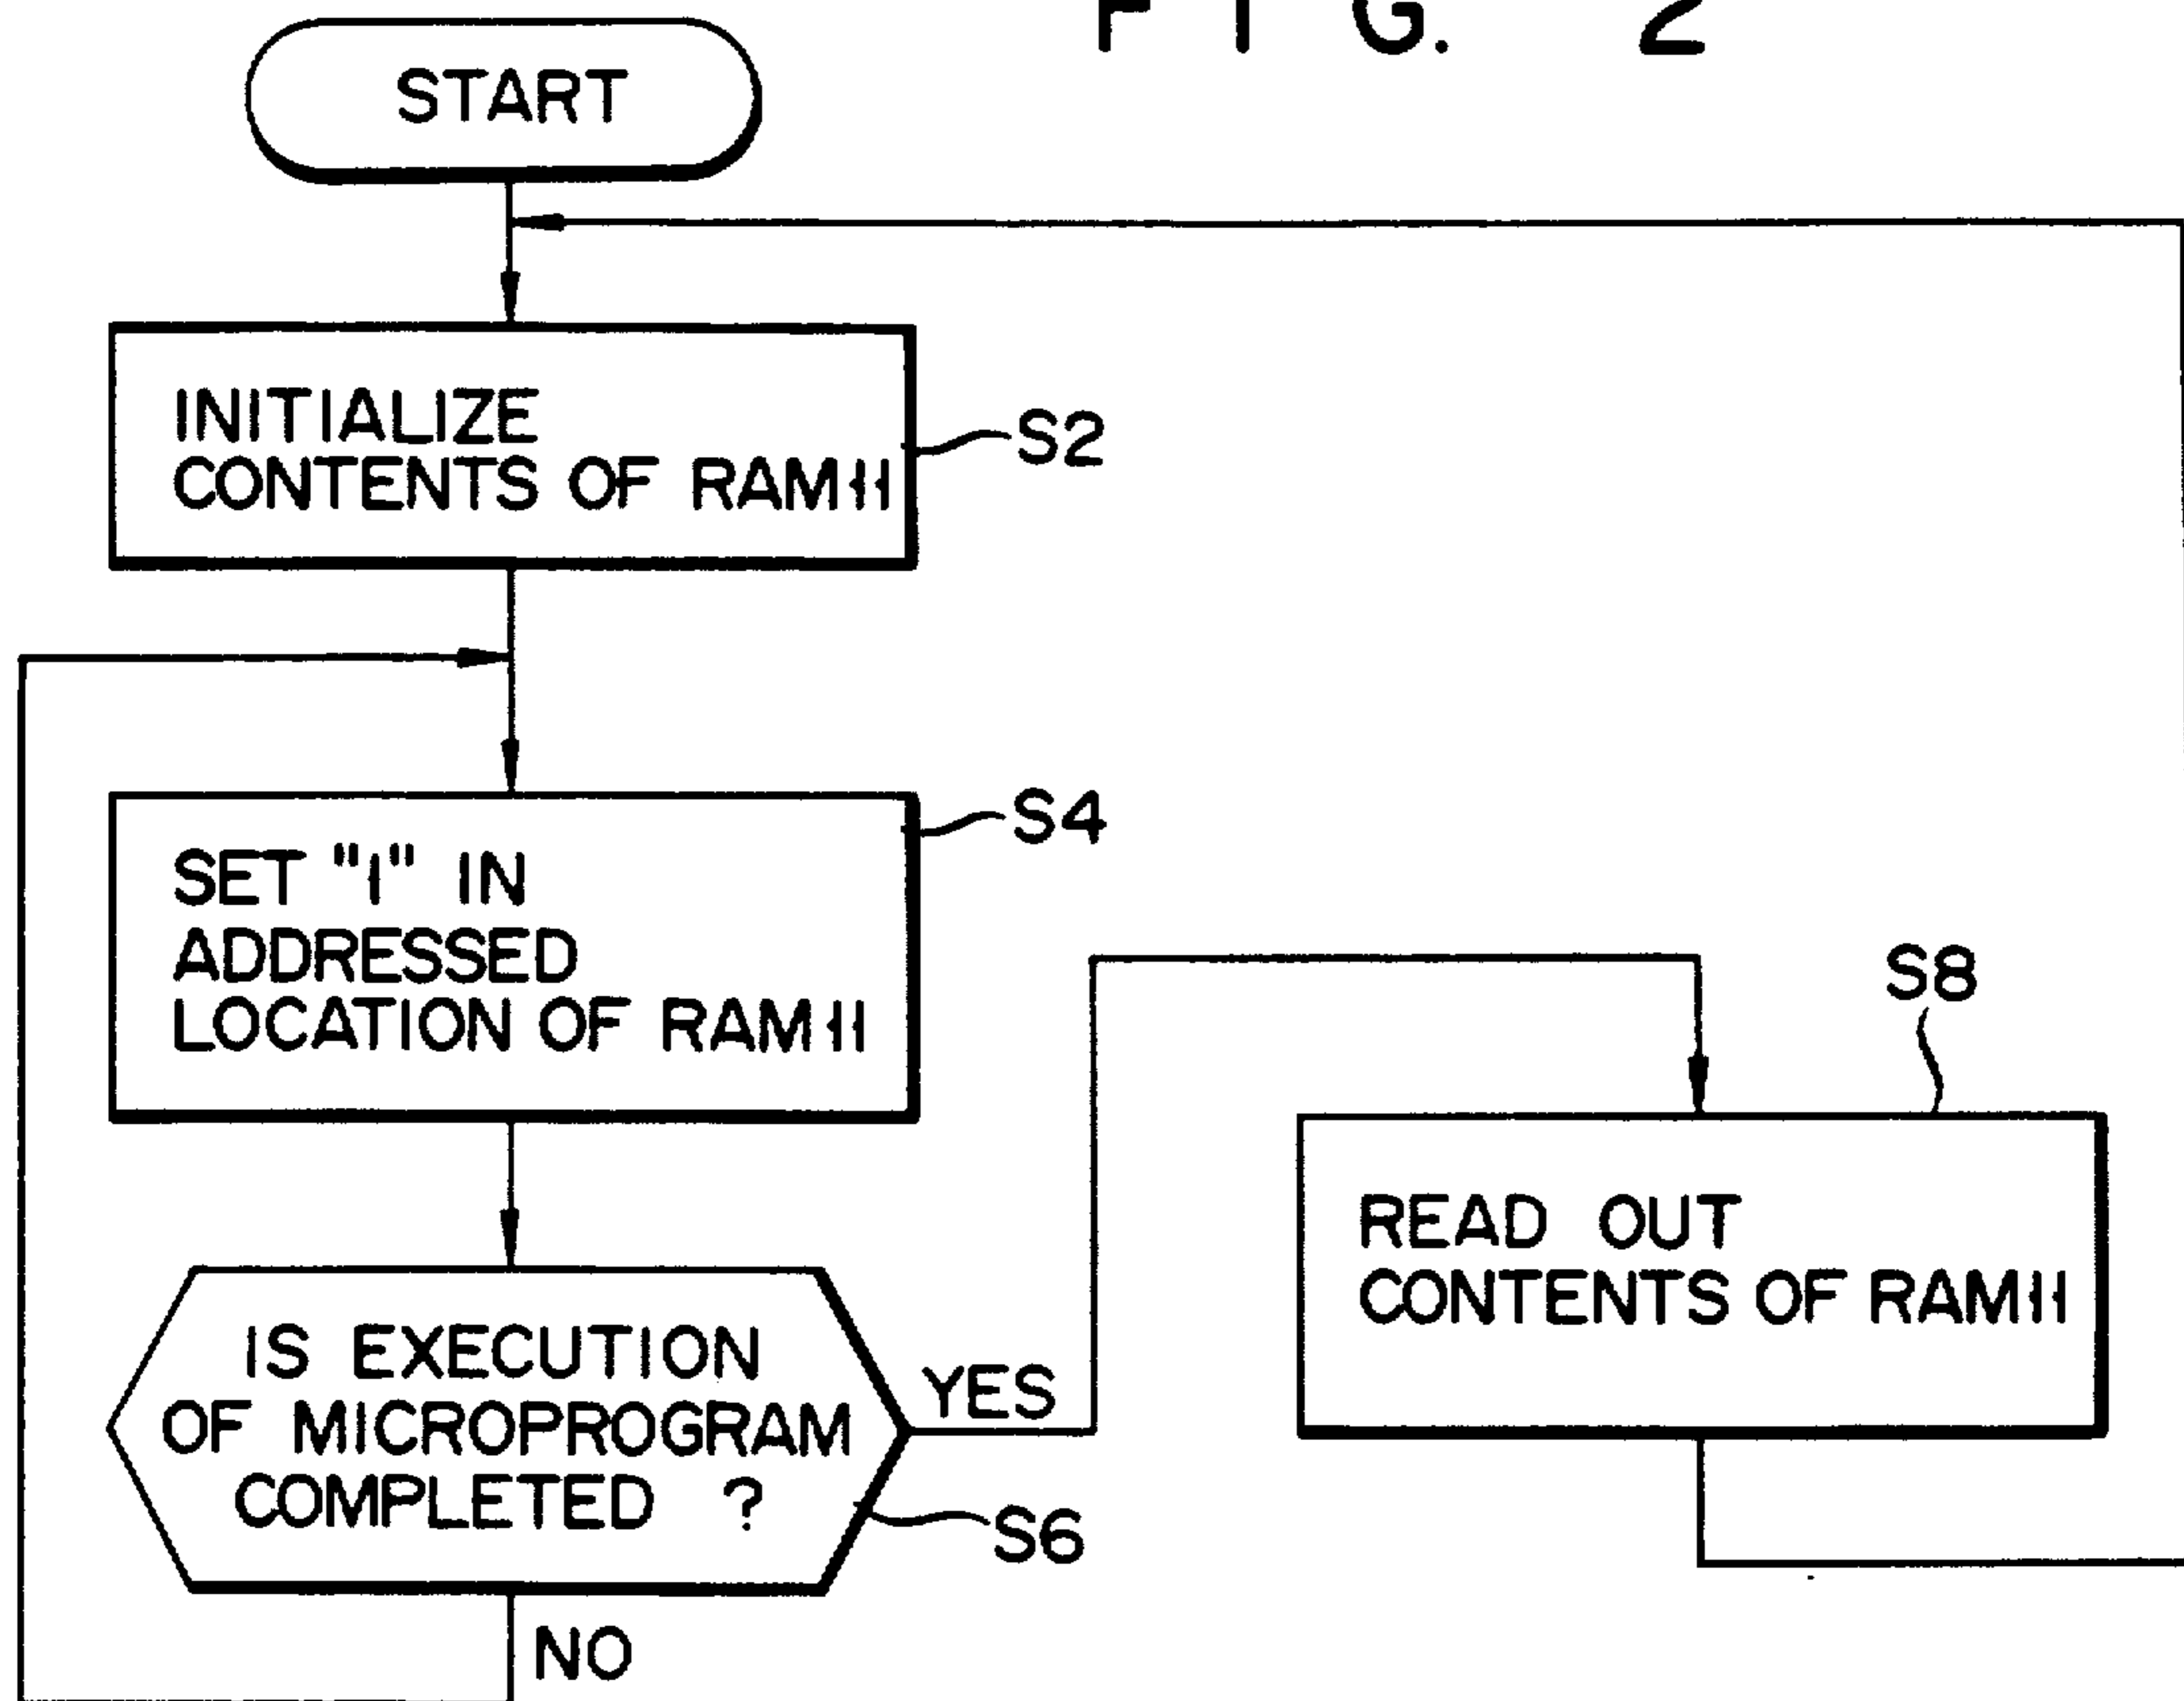 FIG. 2
START
INITIALIZE
CONTENTS OF RAM 11
S2
SET "1" IN
ADDRESSED
LOCATION OF RAM 11
S4
IS EXECUTION
OF MICROPROGRAM
COMPLETED ?
S6
YES
NO
S8
READ OUT
CONTENTS OF RAM 11